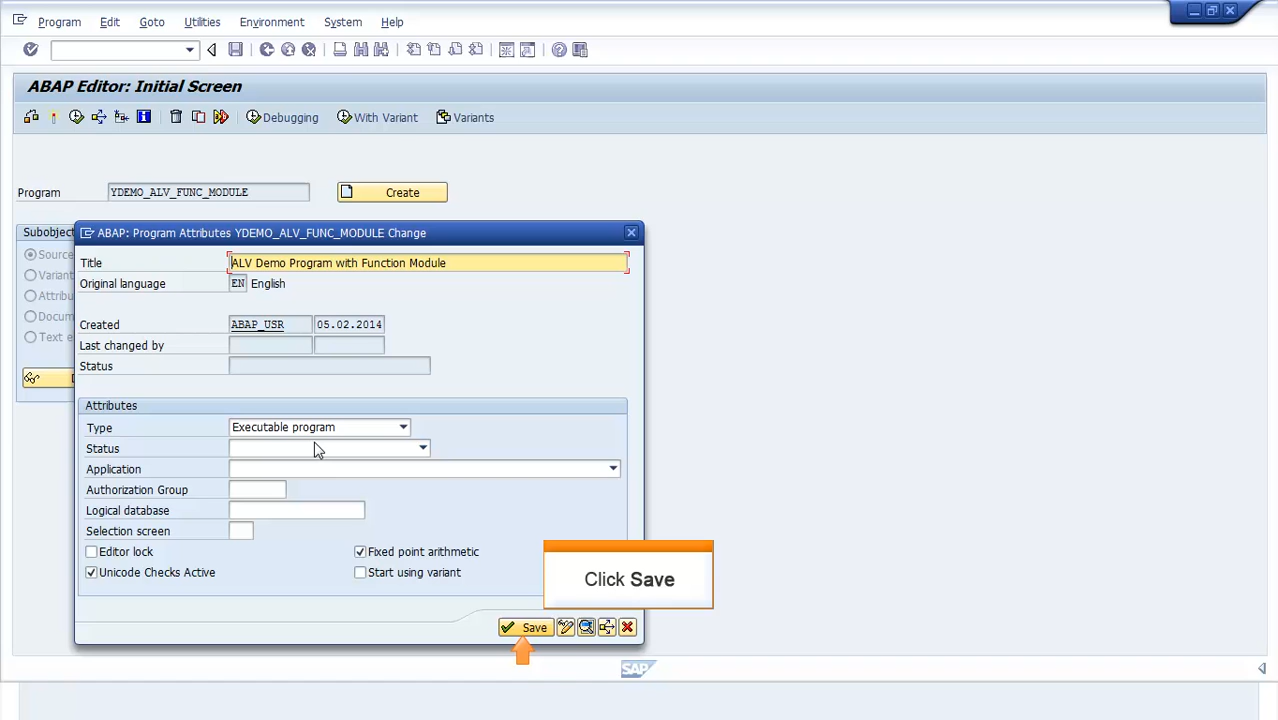 Program Edit Goto Utilities Environment System Help
ABAP Editor: Initial Screen
Debugging With Variant Variants
Program YDEMO_ALV_FUNC_MODULE Create
Subobject
ABAP: Program Attributes YDEMO_ALV_FUNC_MODULE Change
Source
Title ALV Demo Program with Function Module
Variant
Original language EN English
Attribu
Docum
Created ABAP_USR 05.02.2014
Text e
Last changed by
Status
Attributes
Type Executable program
Status
Application
Authorization Group
Logical database
Selection screen
Editor lock Fixed point arithmetic
Unicode Checks Active Start using variant
Click Save
Save
SAP